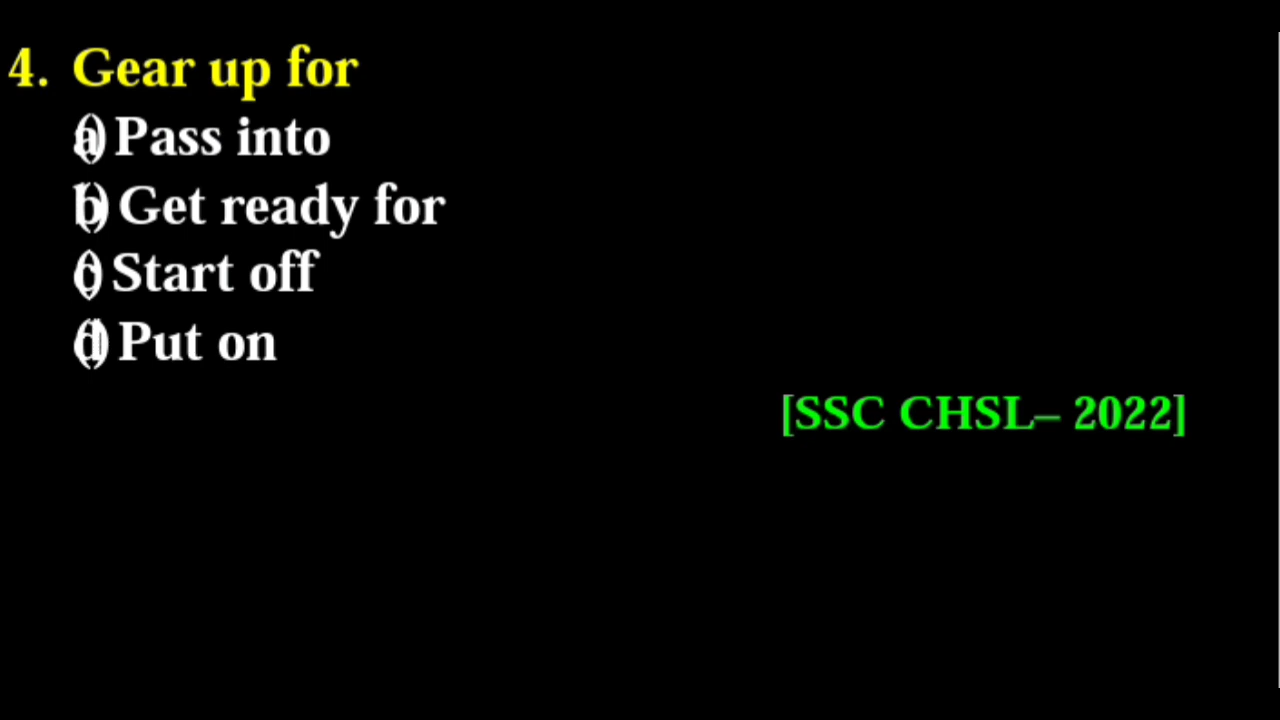 4. Gear up for
(a) Pass into
(b) Get ready for
(c) Start off
(d) Put on
[SSC CHSL– 2022]